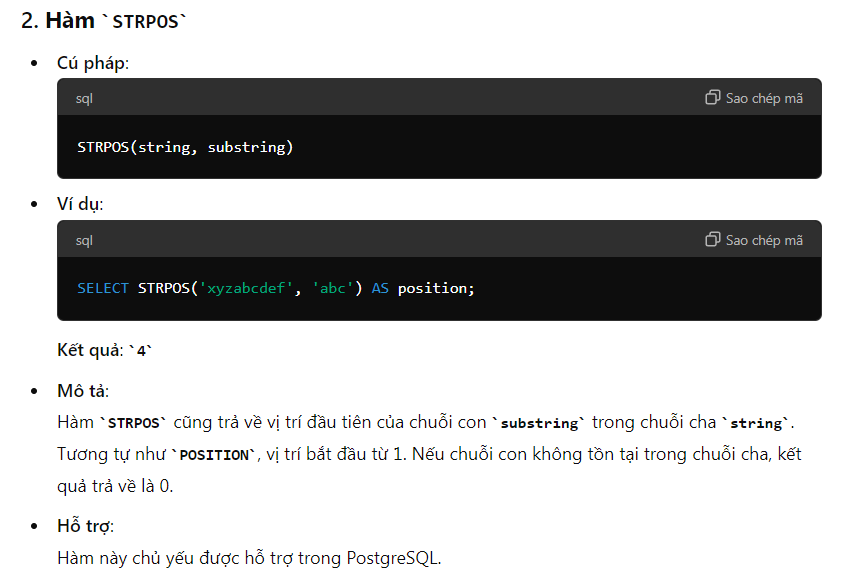 2. Hàm `STRPOS`
• Cú pháp:
sql
Sao chép mã
STRPOS(string, substring)
• Ví dụ:
sql
Sao chép mã
SELECT STRPOS('xyzabcdef', 'abc') AS position;
Kết quả: `4`
• Mô tả:
Hàm `STRPOS` cũng trả về vị trí đầu tiên của chuỗi con `substring` trong chuỗi cha `string`.
Tương tự như `POSITION`, vị trí bắt đầu từ 1. Nếu chuỗi con không tồn tại trong chuỗi cha, kết
quả trả về là 0.
• Hỗ trợ:
Hàm này chủ yếu được hỗ trợ trong PostgreSQL.